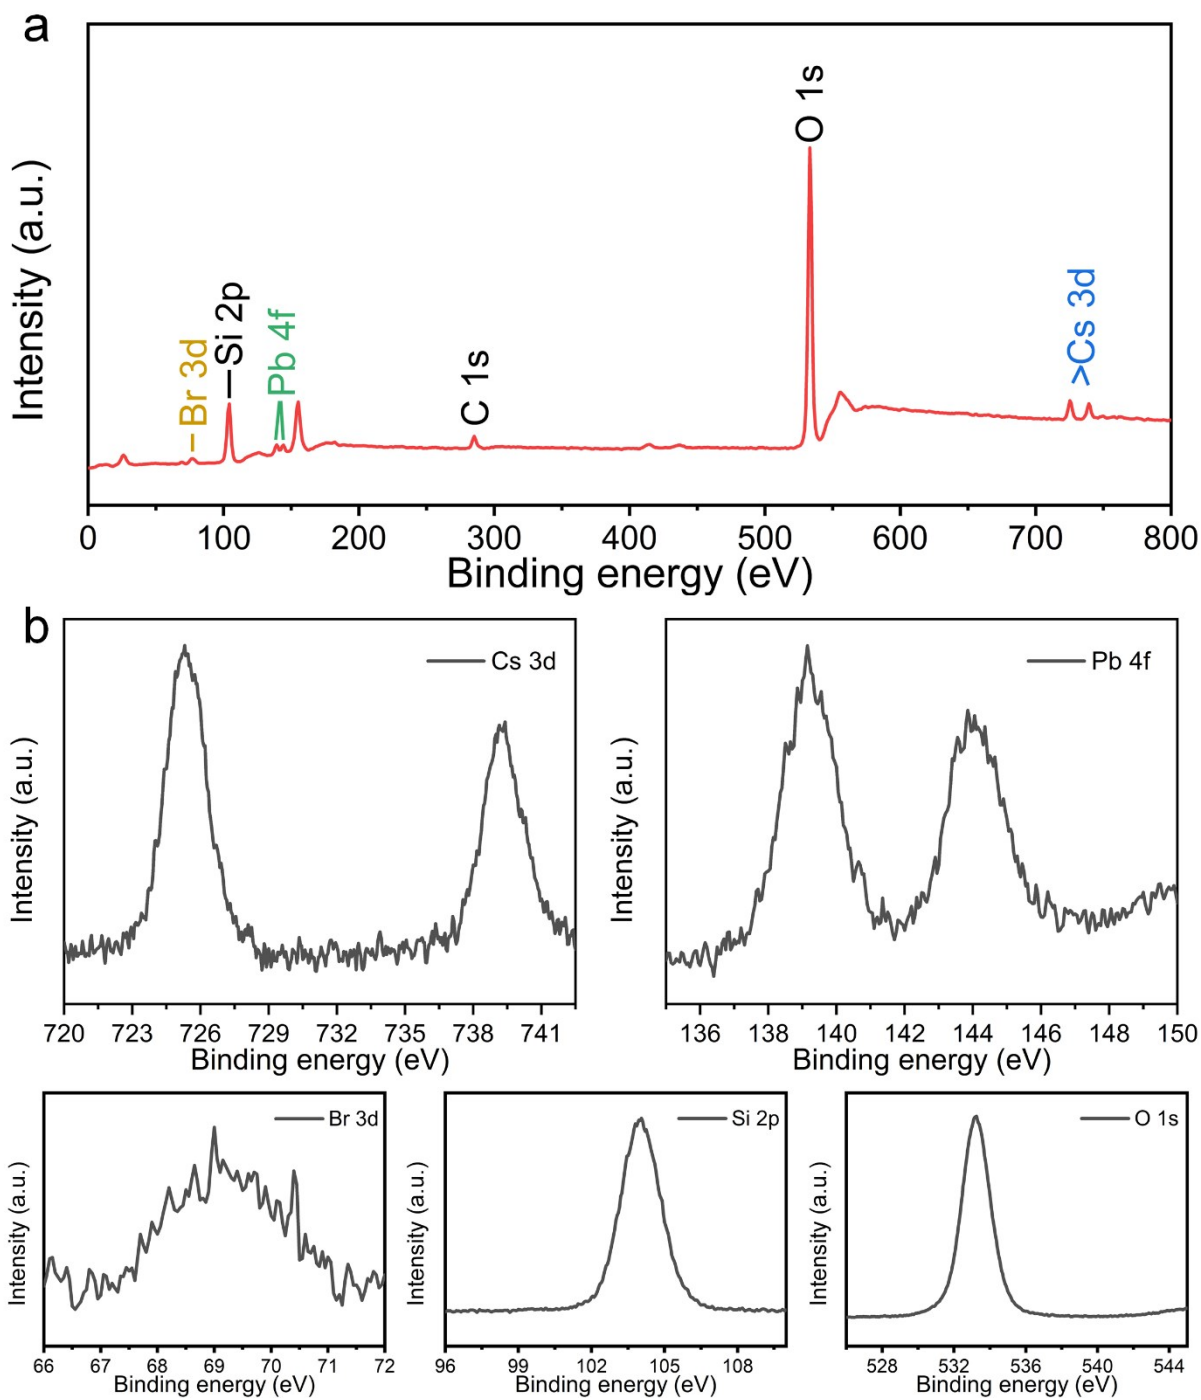 a
Intensity (a.u.)
Br 3d
Si 2p
Pb 4f
C 1s
O 1s
Cs 3d
0 100 200 300 400 500 600 700 800
Binding energy (eV)
b
Intensity (a.u.)
Cs 3d
720 723 726 729 732 735 738 741
Binding energy (eV)
Intensity (a.u.)
Pb 4f
136 138 140 142 144 146 148 150
Binding energy (eV)
Intensity (a.u.)
Br 3d
66 67 68 69 70 71 72
Binding energy (eV)
Intensity (a.u.)
Si 2p
96 99 102 105 108
Binding energy (eV)
Intensity (a.u.)
O 1s
528 532 536 540 544
Binding energy (eV)